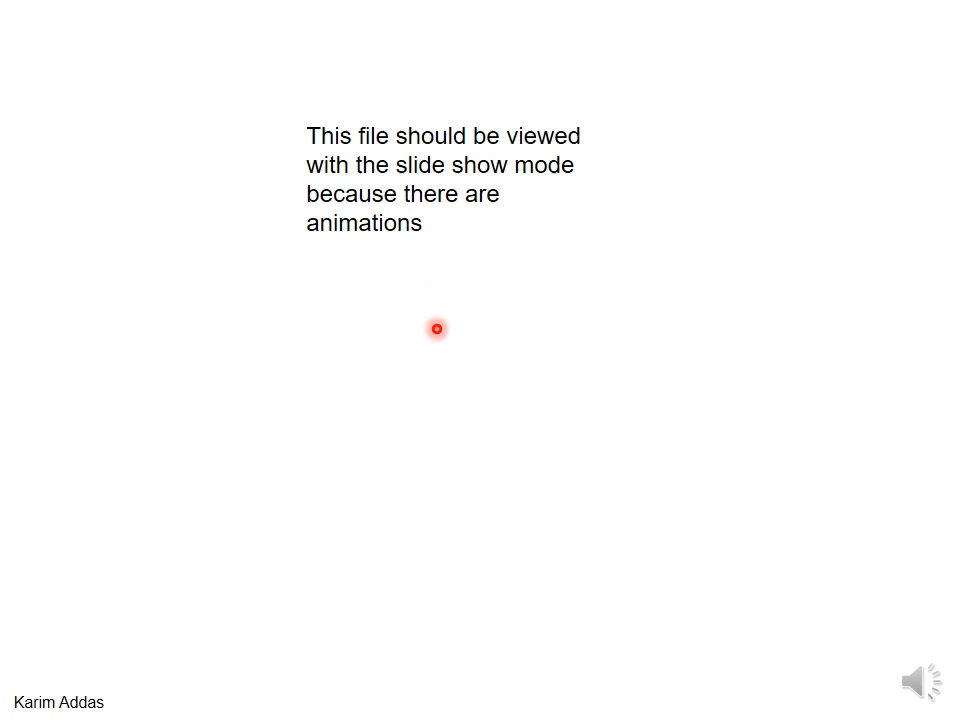 This file should be viewed
with the slide show mode
because there are
animations
Karim Addas